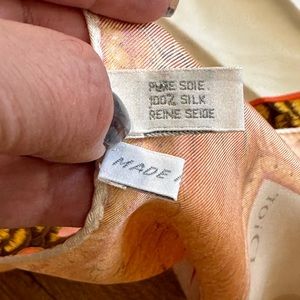 PURE SOIE.
100% SILK
REINE SEIDE
MADE